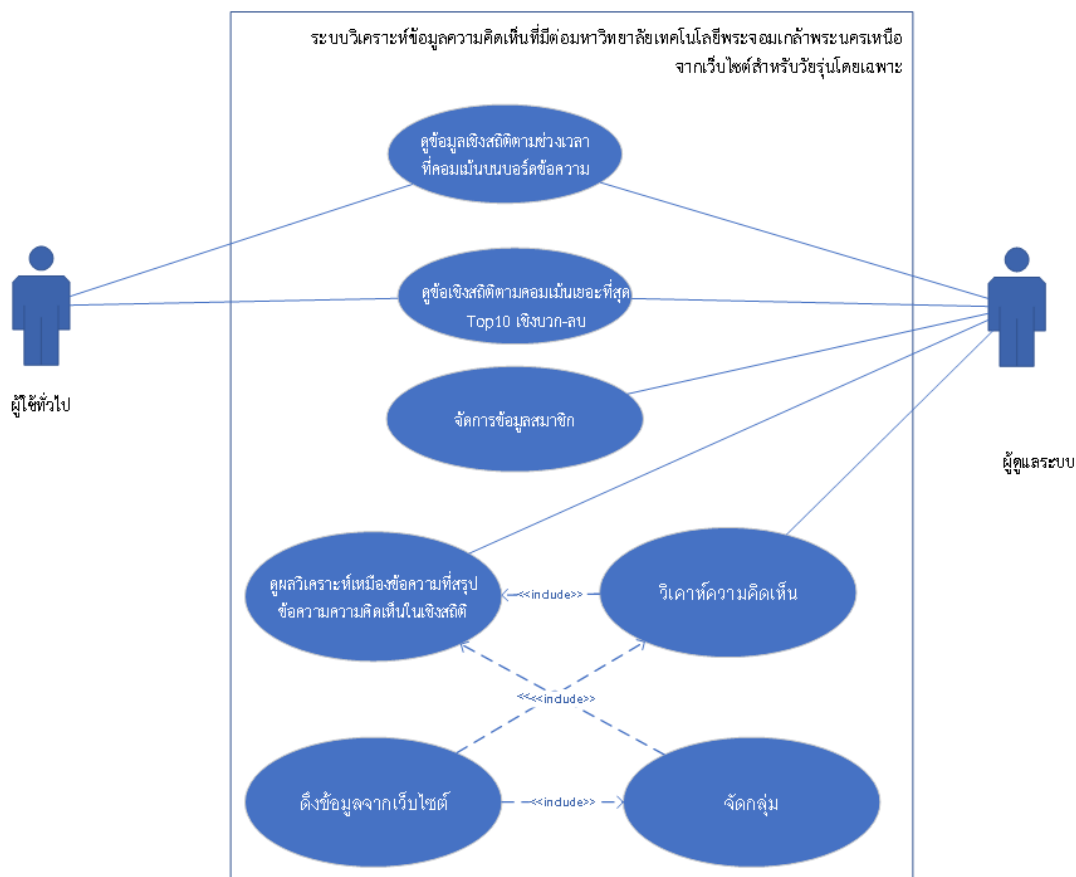 ระบบวิเคราะห์ข้อมูลความคิดเห็นที่มีต่อมหาวิทยาลัยเทคโนโลยีพระจอมเกล้าพระนครเหนือ
จากเว็บไซต์สำหรับวัยรุ่นโดยเฉพาะ
ดูข้อมูลเชิงสถิติตามช่วงเวลา
ที่คอมเม้นบนบอร์ดข้อความ
ดูข้อเชิงสถิติตามคอมเม้นเยอะที่สุด
Top10 เชิงบวก-ลบ
ผู้ใช้ทั่วไป
จัดการข้อมูลสมาชิก
ผู้ดูแลระบบ
ดูผลวิเคราะห์เหมืองข้อความที่สรุป
ข้อความความคิดเห็นในเชิงสถิติ
<<include>>
วิเคาห์ความคิดเห็น
<<<<include>>
ดึงข้อมูลจากเว็บไซต์
<<include>>
จัดกลุ่ม